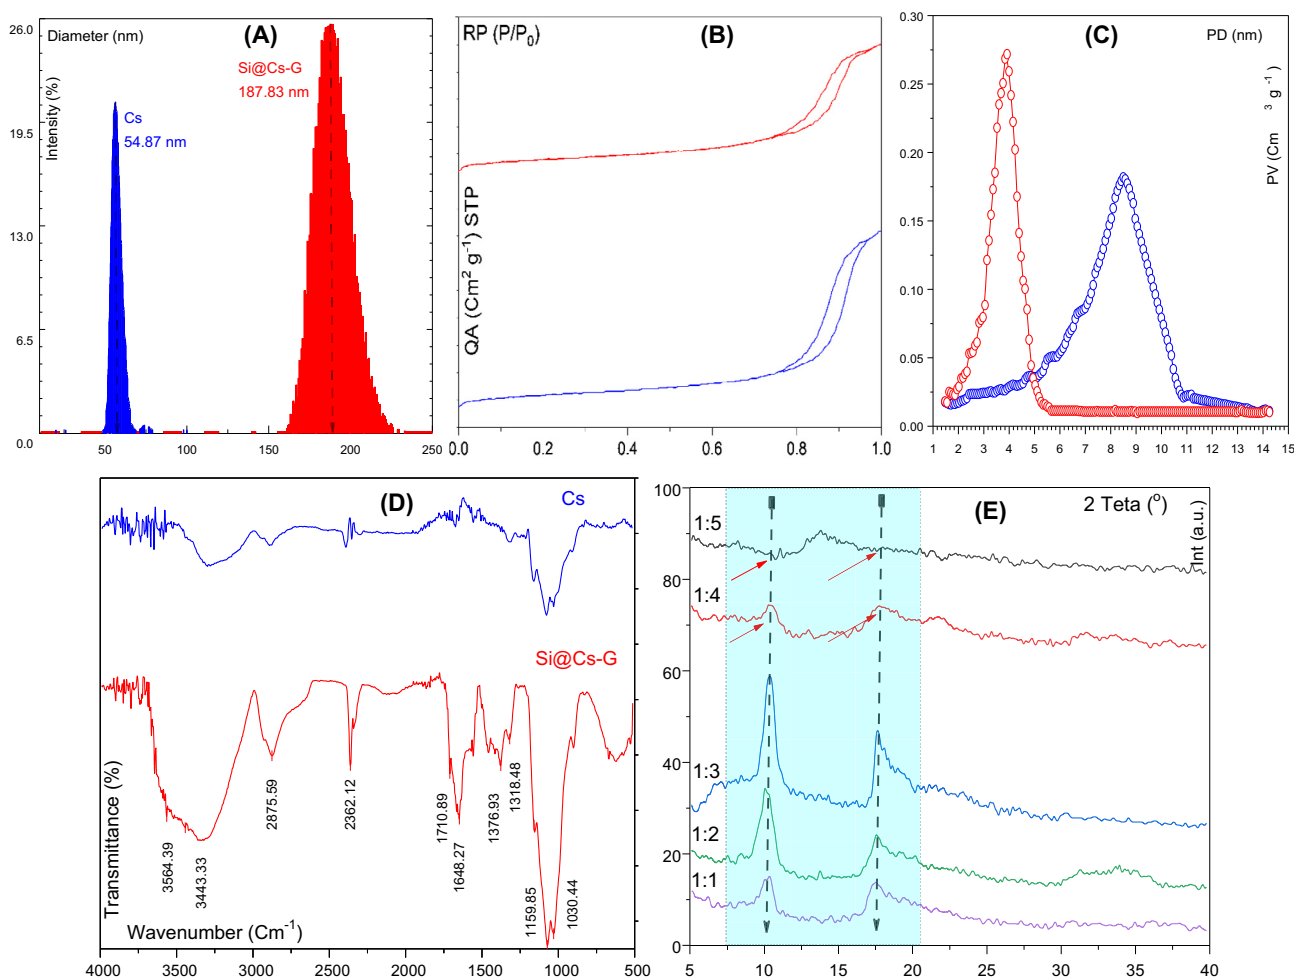 26.0
19.5
13.0
6.5
0.0
Intensity (%)
Diameter (nm)
(A)
Cs
54.87 nm
Si@Cs-G
187.83 nm
50
100
150
200
250
RP (P/P0)
(B)
QA (Cm2 g-1) STP
0.0
0.2
0.4
0.6
0.8
1.0
0.30
0.25
0.20
0.15
0.10
0.05
0.00
(C)
PD (nm)
PV (Cm 3 g-1)
1 2 3 4 5 6 7 8 9 10 11 12 13 14 15
(D)
Cs
Si@Cs-G
Transmittance (%)
3564.39
3443.33
2875.59
2362.12
1710.89
1648.27
1376.93
1318.48
1159.85
1030.44
Wavenumber (Cm-1)
4000 3500 3000 2500 2000 1500 1000 500
100
80
60
40
20
0
(E)
2 Teta (o)
Int (a.u.)
1:5
1:4
1:3
1:2
1:1
5 10 15 20 25 30 35 40